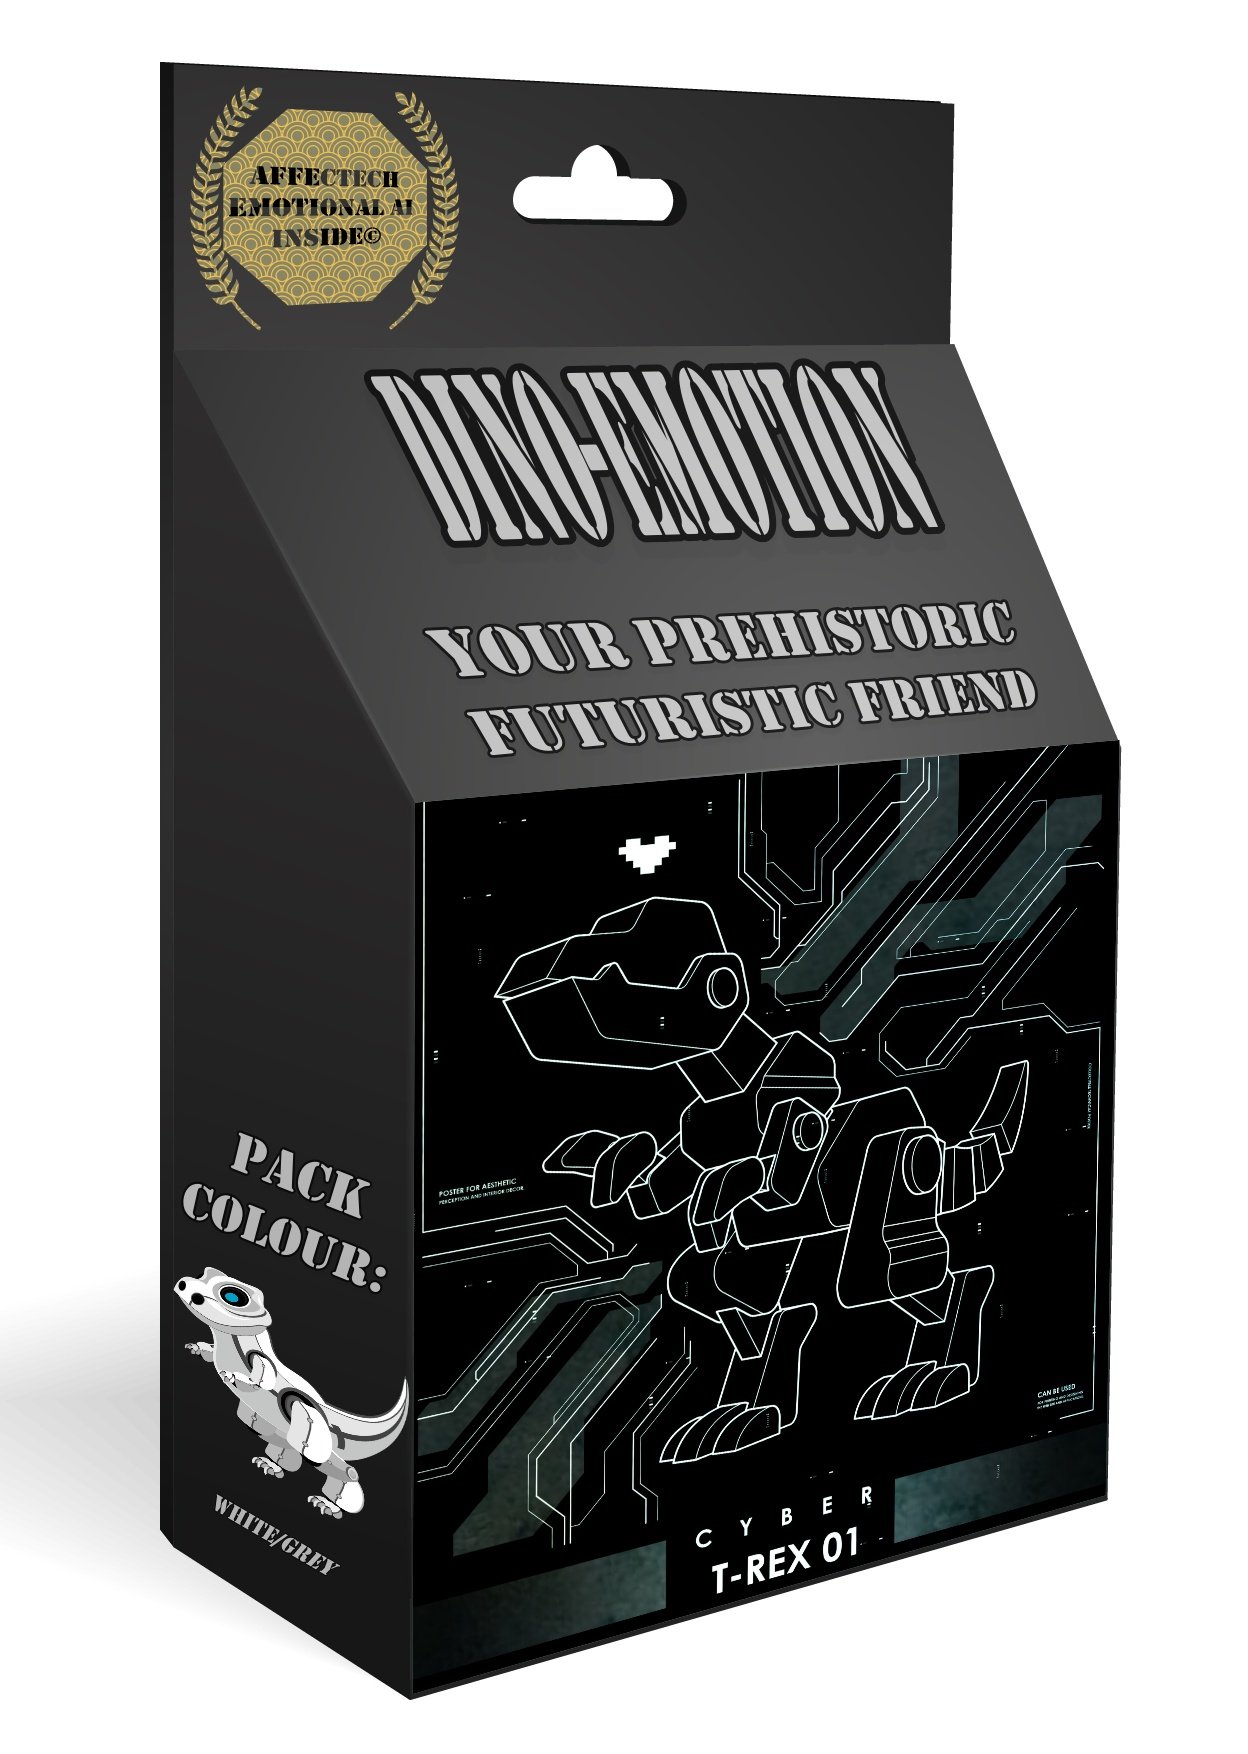 AFFECTECH
EMOTIONAL AI
INSIDE©
DINO-EMOTION
YOUR PREHISTORIC
FUTURISTIC FRIEND
POSTER FOR AESTHETIC
PERCEPTION AND INTERIOR DECOR.
CAN BE USED
CYBER
T-REX 01
PACK
COLOUR:
WHITE/GREY